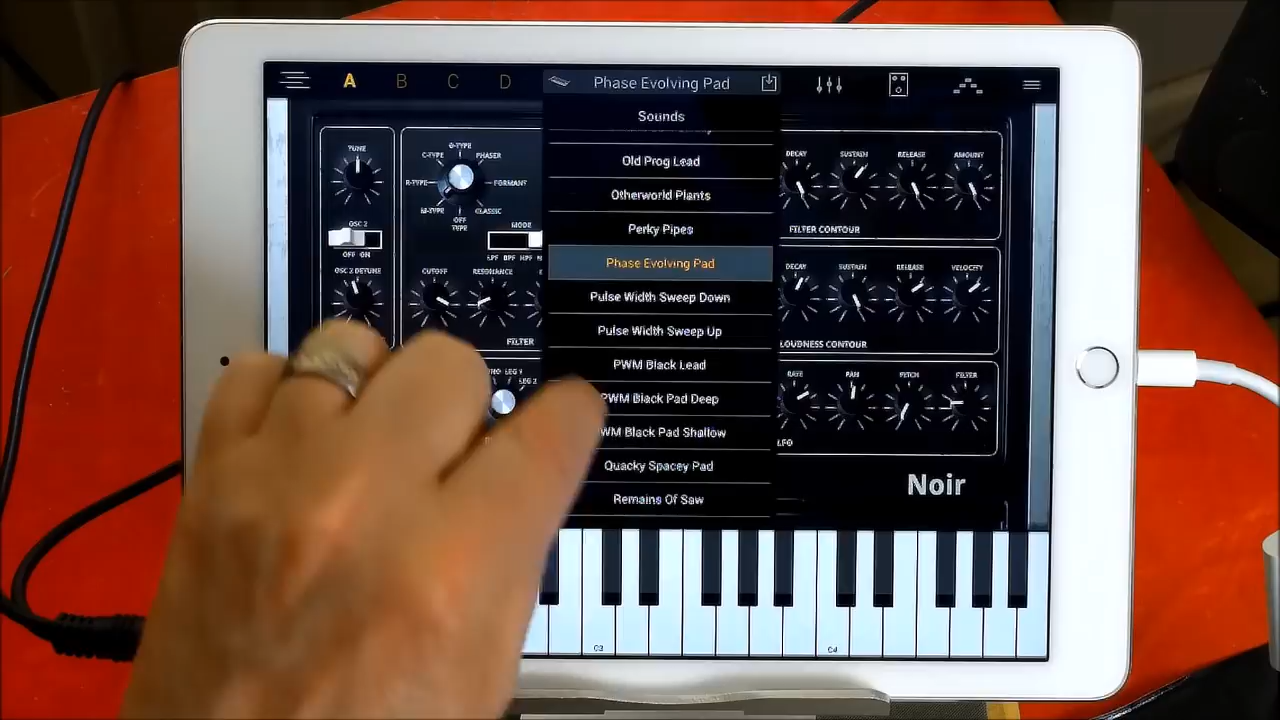 A B C D Phase Evolving Pad
Sounds
Old Prog Lead
Otherworld Plants
Perky Pipes
Phase Evolving Pad
Pulse Width Sweep Down
Pulse Width Sweep Up
PWM Black Lead
PWM Black Pad Deep
WM Black Pad Shallow
Quacky Spacey Pad
Remains Of Saw
TUNE
OSC 2
OFF ON
OSC 2 DETUNE
C-TYPE
PHASER
R-TYPE
FORMANT
M-TYPE
CLASSIC
OFF
TYPE
MODE
LPF BPF HPF
CUTOFF RESONANCE
FILTER
LEG 1
LEG 2
DECAY SUSTAIN RELEASE AMOUNT
FILTER CONTOUR
DECAY SUSTAIN RELEASE VELOCITY
LOUDNESS CONTOUR
RATE PAN PITCH FILTER
LFO
Noir
C3 C4